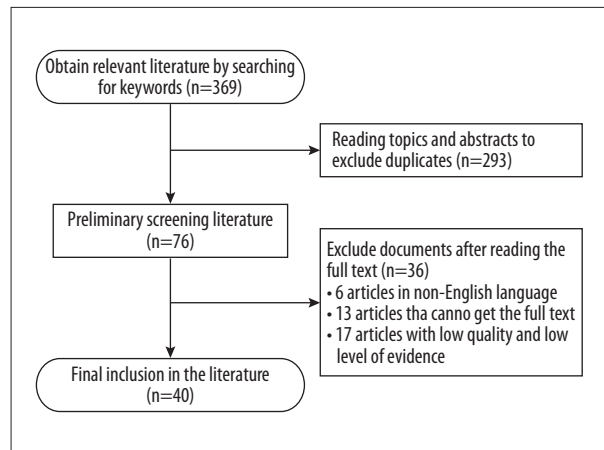 Obtain relevant literature by searching
for keywords (n=369)
Reading topics and abstracts to
exclude duplicates (n=293)
Preliminary screening literature
(n=76)
Exclude documents after reading the
full text (n=36)
• 6 articles in non-English language
• 13 articles tha canno get the full text
• 17 articles with low quality and low
level of evidence
Final inclusion in the literature
(n=40)